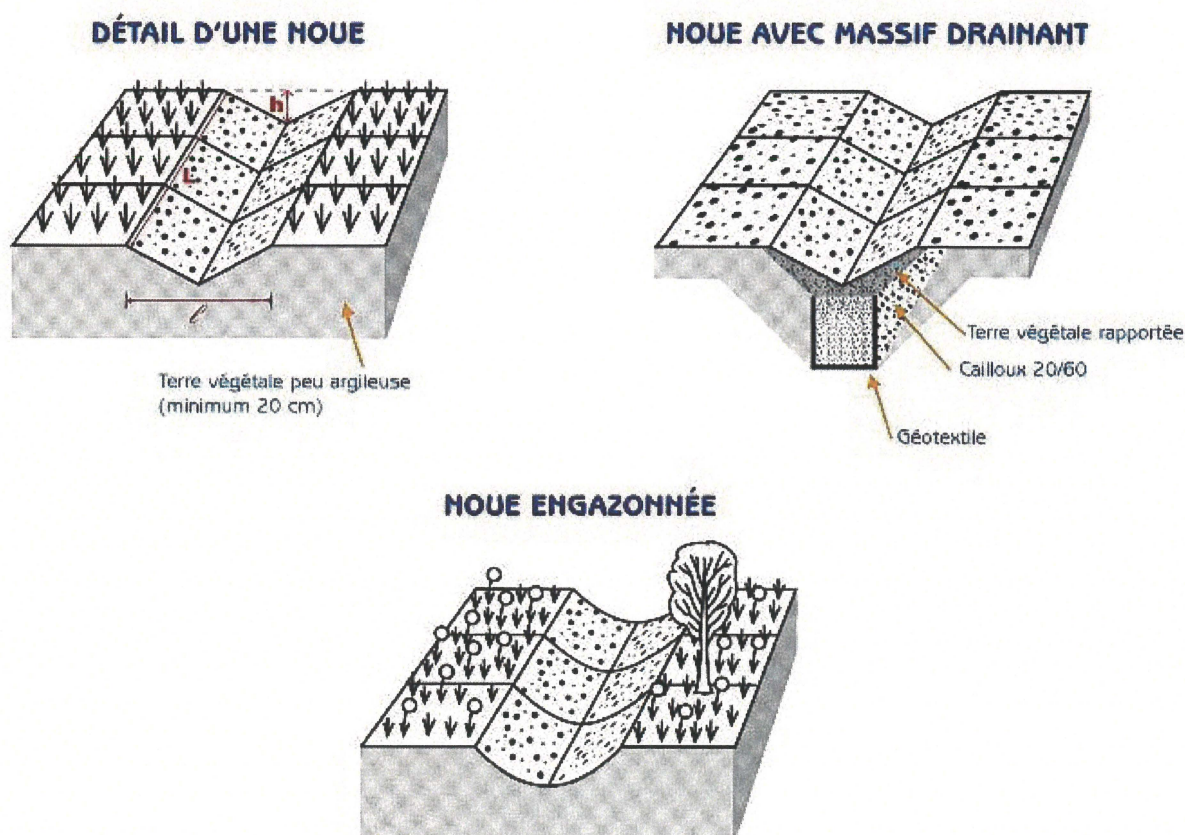 DÉTAIL D'UNE NOUE
h
L
l
Terre végétale peu argileuse
(minimum 20 cm)
NOUE AVEC MASSIF DRAINANT
Terre végétale rapportée
Cailloux 20/60
Géotextile
NOUE ENGAZONNÉE